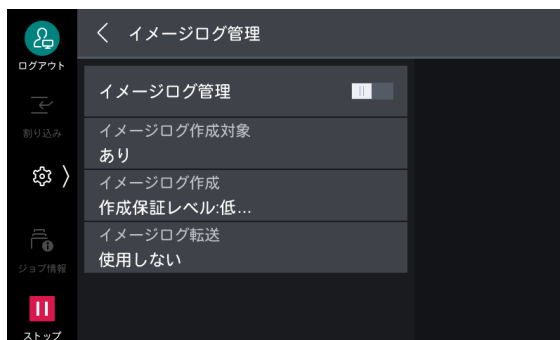 イメージログ管理
ログアウト
イメージログ管理
割り込み
イメージログ作成対象
あり
イメージログ作成
作成保証レベル:低...
イメージログ転送
使用しない
ジョブ情報
ストップ